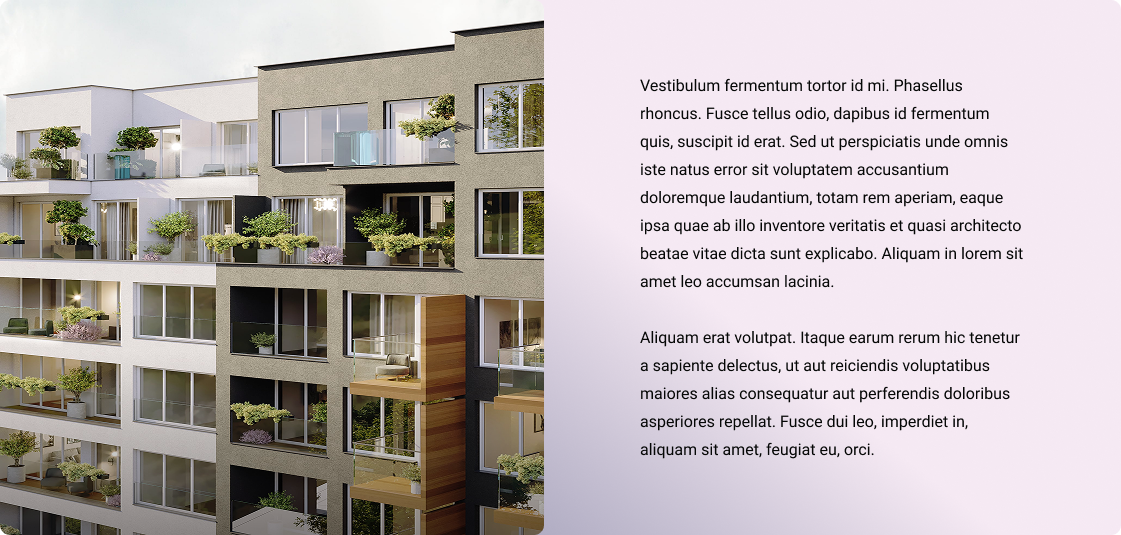 Vestibulum fermentum tortor id mi. Phasellus
rhoncus. Fusce tellus odio, dapibus id fermentum
quis, suscipit id erat. Sed ut perspiciatis unde omnis
iste natus error sit voluptatem accusantium
doloremque laudantium, totam rem aperiam, eaque
ipsa quae ab illo inventore veritatis et quasi architecto
beatae vitae dicta sunt explicabo. Aliquam in lorem sit
amet leo accumsan lacinia.
Aliquam erat volutpat. Itaque earum rerum hic tenetur
a sapiente delectus, ut aut reiciendis voluptatibus
maiores alias consequatur aut perferendis doloribus
asperiores repellat. Fusce dui leo, imperdiet in,
aliquam sit amet, feugiat eu, orci.